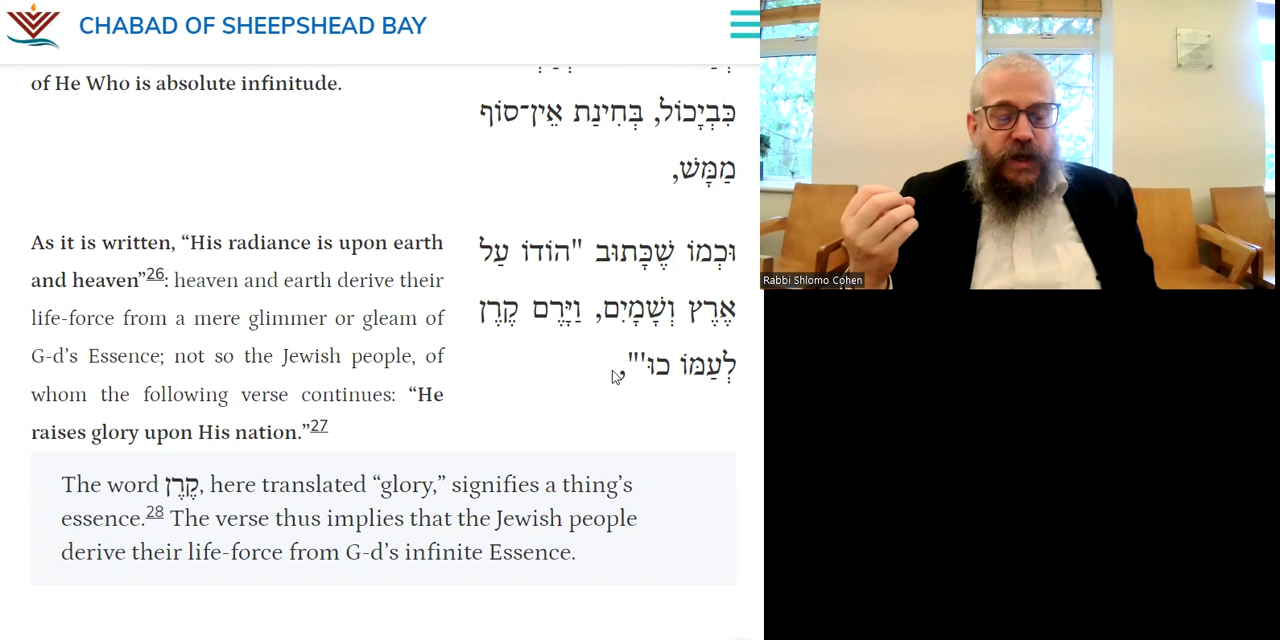 CHABAD OF SHEEPSHEAD BAY
of He Who is absolute infinitude.
כִּבְיָכוֹל, בְּחִינַת אֵין־סוֹף
מַמָּשׁ,
As it is written, “His radiance is upon earth
and heaven”26: heaven and earth derive their
life-force from a mere glimmer or gleam of
G-d’s Essence; not so the Jewish people, of
whom the following verse continues: “He
raises glory upon His nation.”27
וּכְמוֹ שֶׁכָּתוּב "הוֹדוֹ עַל
אֶרֶץ וְשָׁמָיִם, וַיָּרֶם קֶרֶן
לְעַמּוֹ כוּ'",
The word קֶרֶן, here translated “glory,” signifies a thing’s
essence.28 The verse thus implies that the Jewish people
derive their life-force from G-d’s infinite Essence.
Rabbi Shlomo Cohen